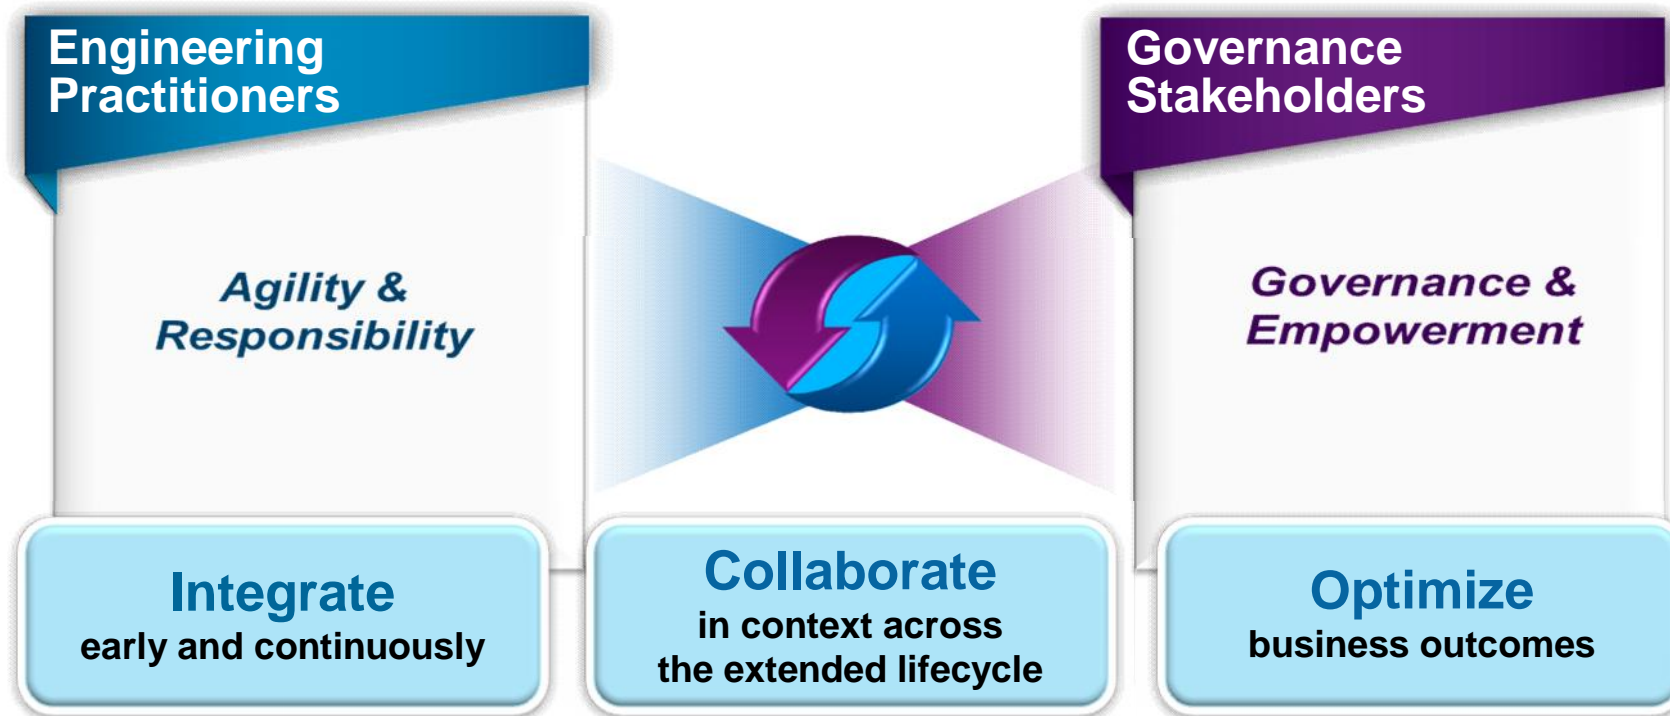 Engineering
Practitioners
Governance
Stakeholders
Agility &
Responsibility
Governance &
Empowerment
Integrate
early and continuously
Collaborate
in context across
the extended lifecycle
Optimize
business outcomes